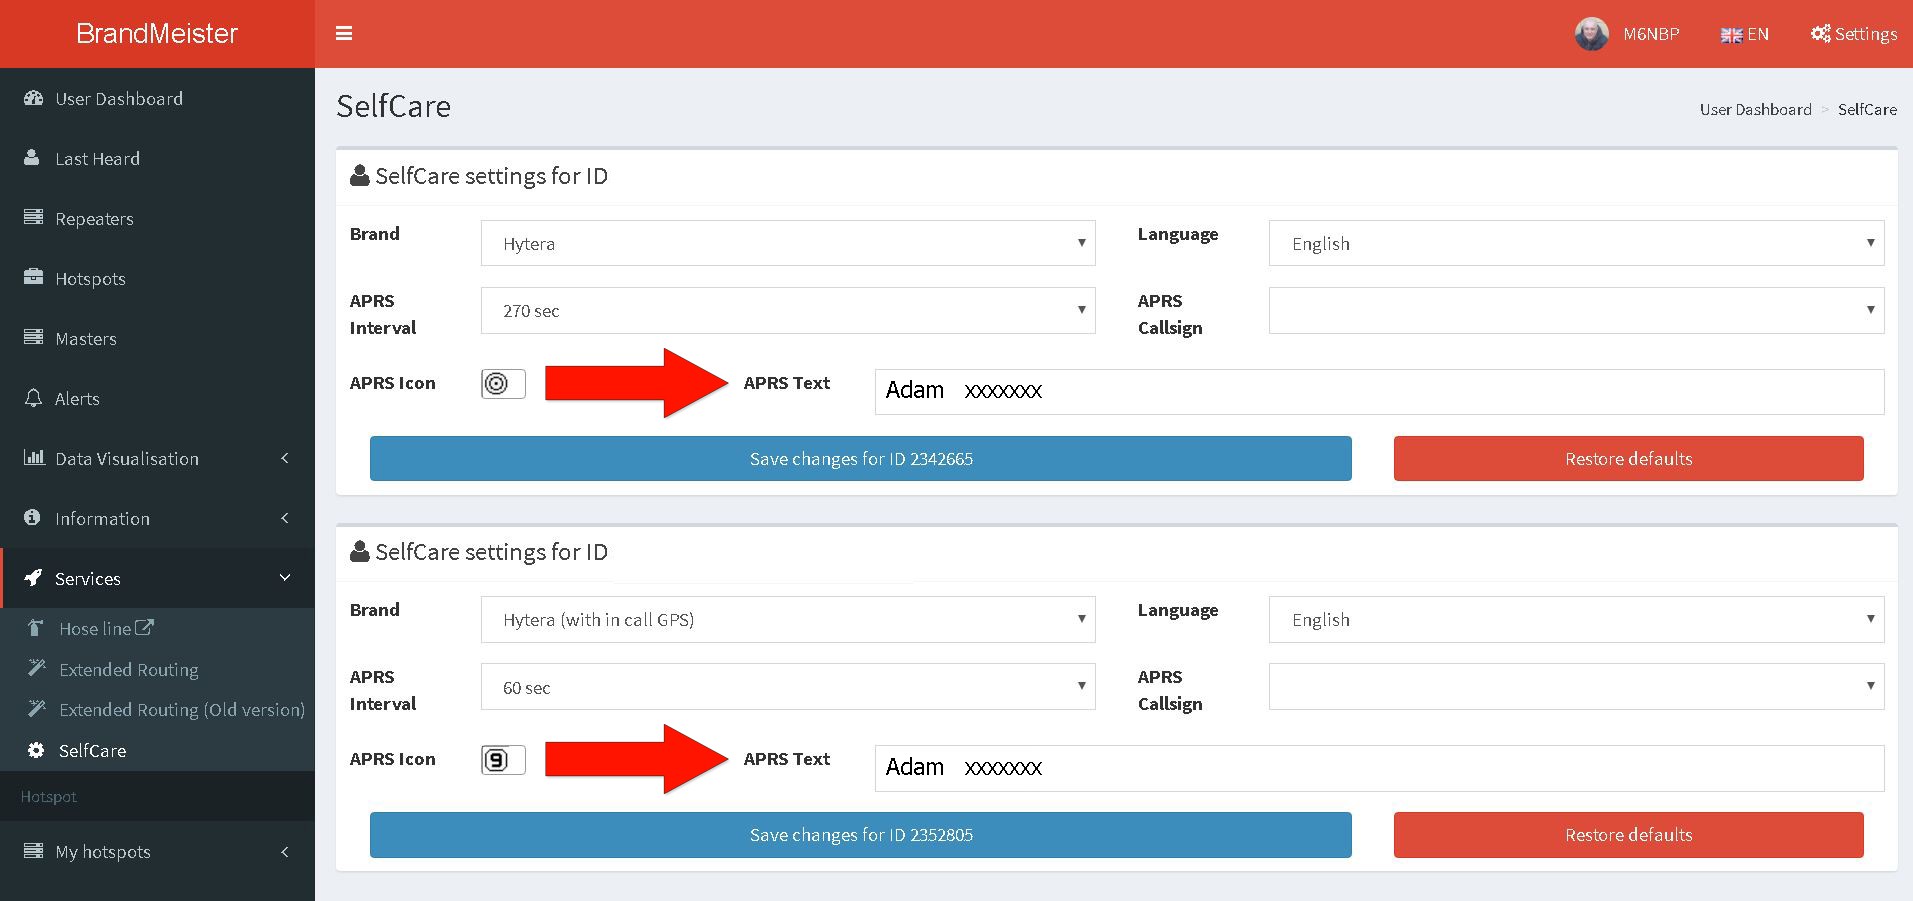 BrandMeister
M6NBP
EN
Settings
User Dashboard
Last Heard
Repeaters
Hotspots
Masters
Alerts
Data Visualisation
Information
Services
Hose line
Extended Routing
Extended Routing (Old version)
SelfCare
Hotspot
My hotspots
SelfCare
User Dashboard > SelfCare
SelfCare settings for ID
Brand
Hytera
Language
English
APRS
Interval
270 sec
APRS
Callsign
APRS Icon
APRS Text
Adam xxxxxxx
Save changes for ID 2342665
Restore defaults
SelfCare settings for ID
Brand
Hytera (with in call GPS)
Language
English
APRS
Interval
60 sec
APRS
Callsign
APRS Icon
9
APRS Text
Adam xxxxxxx
Save changes for ID 2352805
Restore defaults